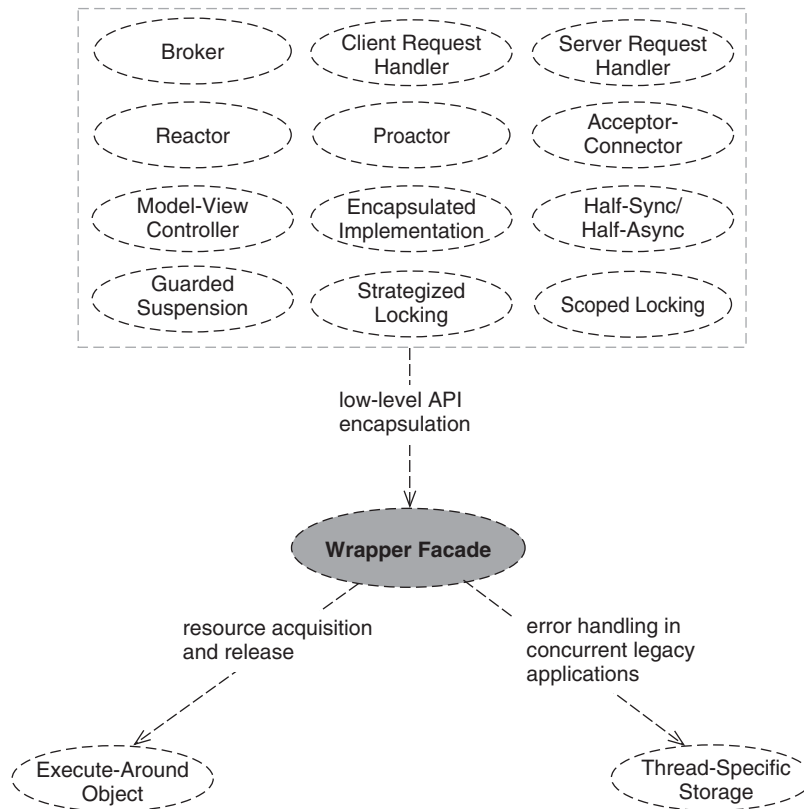 Broker
Client Request
Handler
Server Request
Handler
Reactor
Proactor
Acceptor-
Connector
Model-View
Controller
Encapsulated
Implementation
Half-Sync/
Half-Async
Guarded
Suspension
Strategized
Locking
Scoped Locking
low-level API
encapsulation
Wrapper Facade
resource acquisition
and release
error handling in
concurrent legacy
applications
Execute-Around
Object
Thread-Specific
Storage